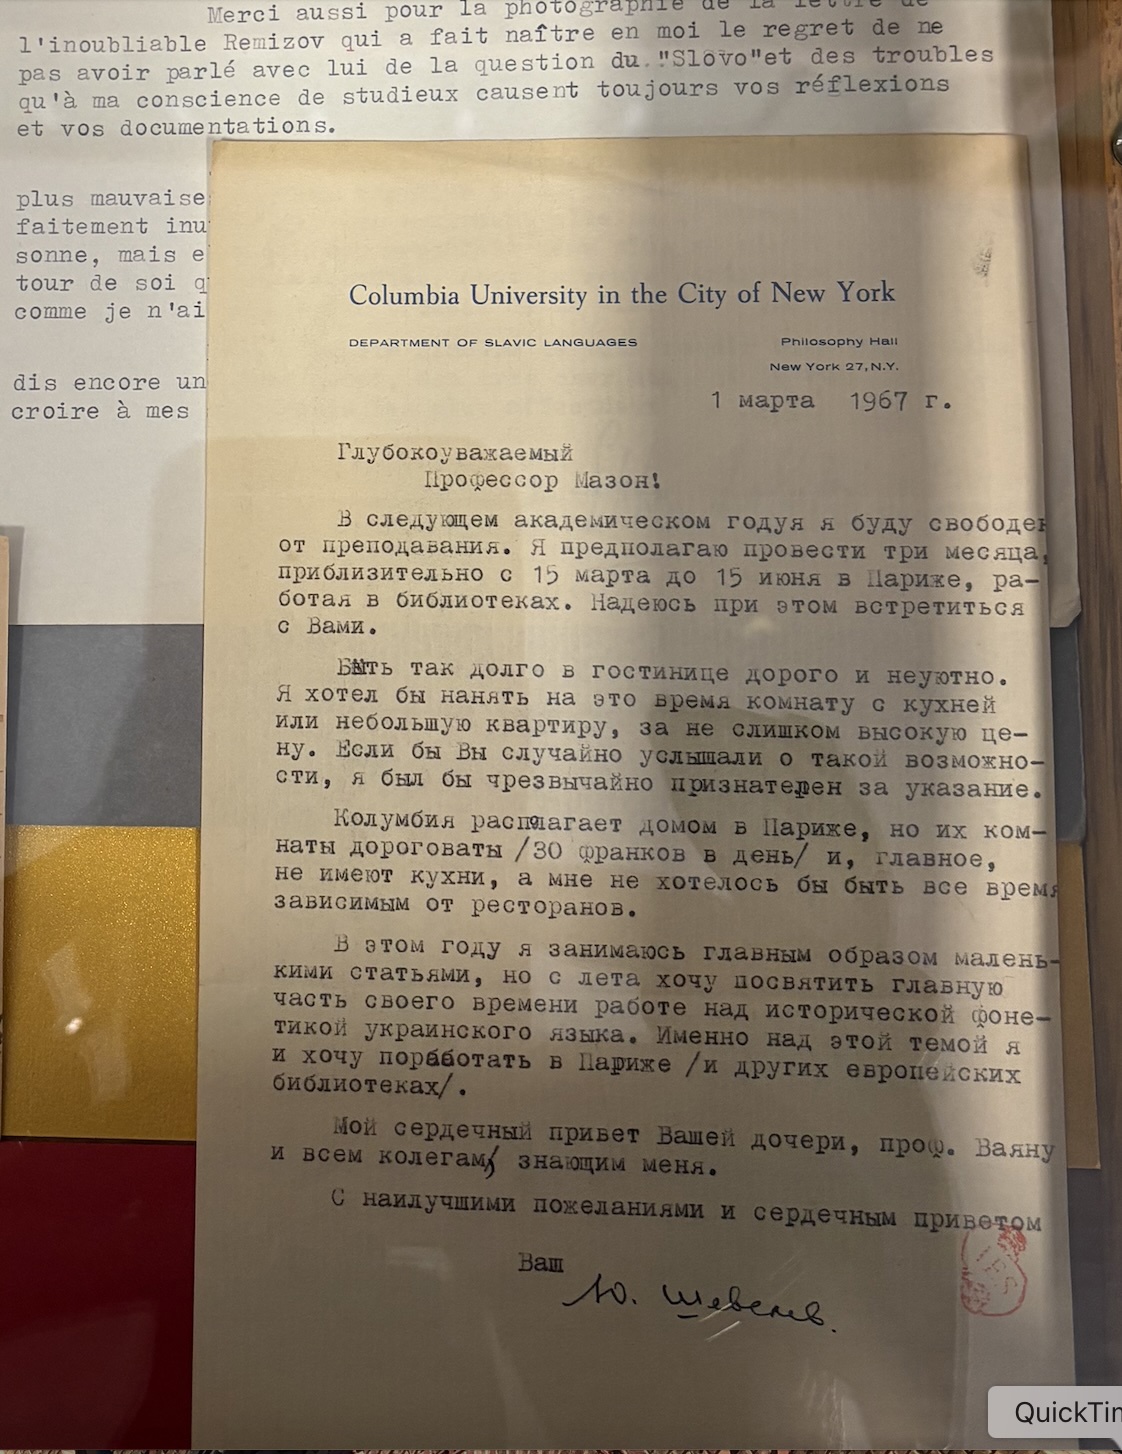 Merci aussi pour la photographie de la lettre de
l'inoubliable Remizov qui a fait naître en moi le regret de ne
pas avoir parlé avec lui de la question du "Slovo"et des troubles
qu'à ma conscience de studieux causent toujours vos réflexions
et vos documentations.
plus mauvaise
faitement inu
sonne, mais e
tour de soi q
comme je n'ai
dis encore un
croire à mes
Columbia University in the City of New York
DEPARTMENT OF SLAVIC LANGUAGES
Philosophy Hall
New York 27, N.Y.
1 марта 1967 г.
Глубокоуважаемый
Профессор Мазон!
В следующем академическом годуя я буду свободен
от преподавания. Я предполагаю провести три месяца,
приблизительно с 15 марта до 15 июня в Париже, ра-
ботая в библиотеках. Надеюсь при этом встретиться
с Вами.
Быть так долго в гостинице дорого и неуютно.
Я хотел бы нанять на это время комнату с кухней
или небольшую квартиру, за не слишком высокую це-
ну. Если бы Вы случайно услышали о такой возможно-
сти, я был бы чрезвычайно признателен за указание.
Колумбия располагает домом в Париже, но их ком-
наты дороговаты /30 франков в день/ и, главное,
не имеют кухни, а мне не хотелось бы быть все время
зависимым от ресторанов.
В этом году я занимаюсь главным образом малень-
кими статьями, но с лета хочу посвятить главную
часть своего времени работе над исторической фоне-
тикой украинского языка. Именно над этой темой я
и хочу поработать в Париже /и других европейских
библиотеках/.
Мой сердечный привет Вашей дочери, проф. Ваяну
и всем колегам, знающим меня.
С наилучшими пожеланиями и сердечным приветом
Ваш
Ю. Шевелев.
QuickTim